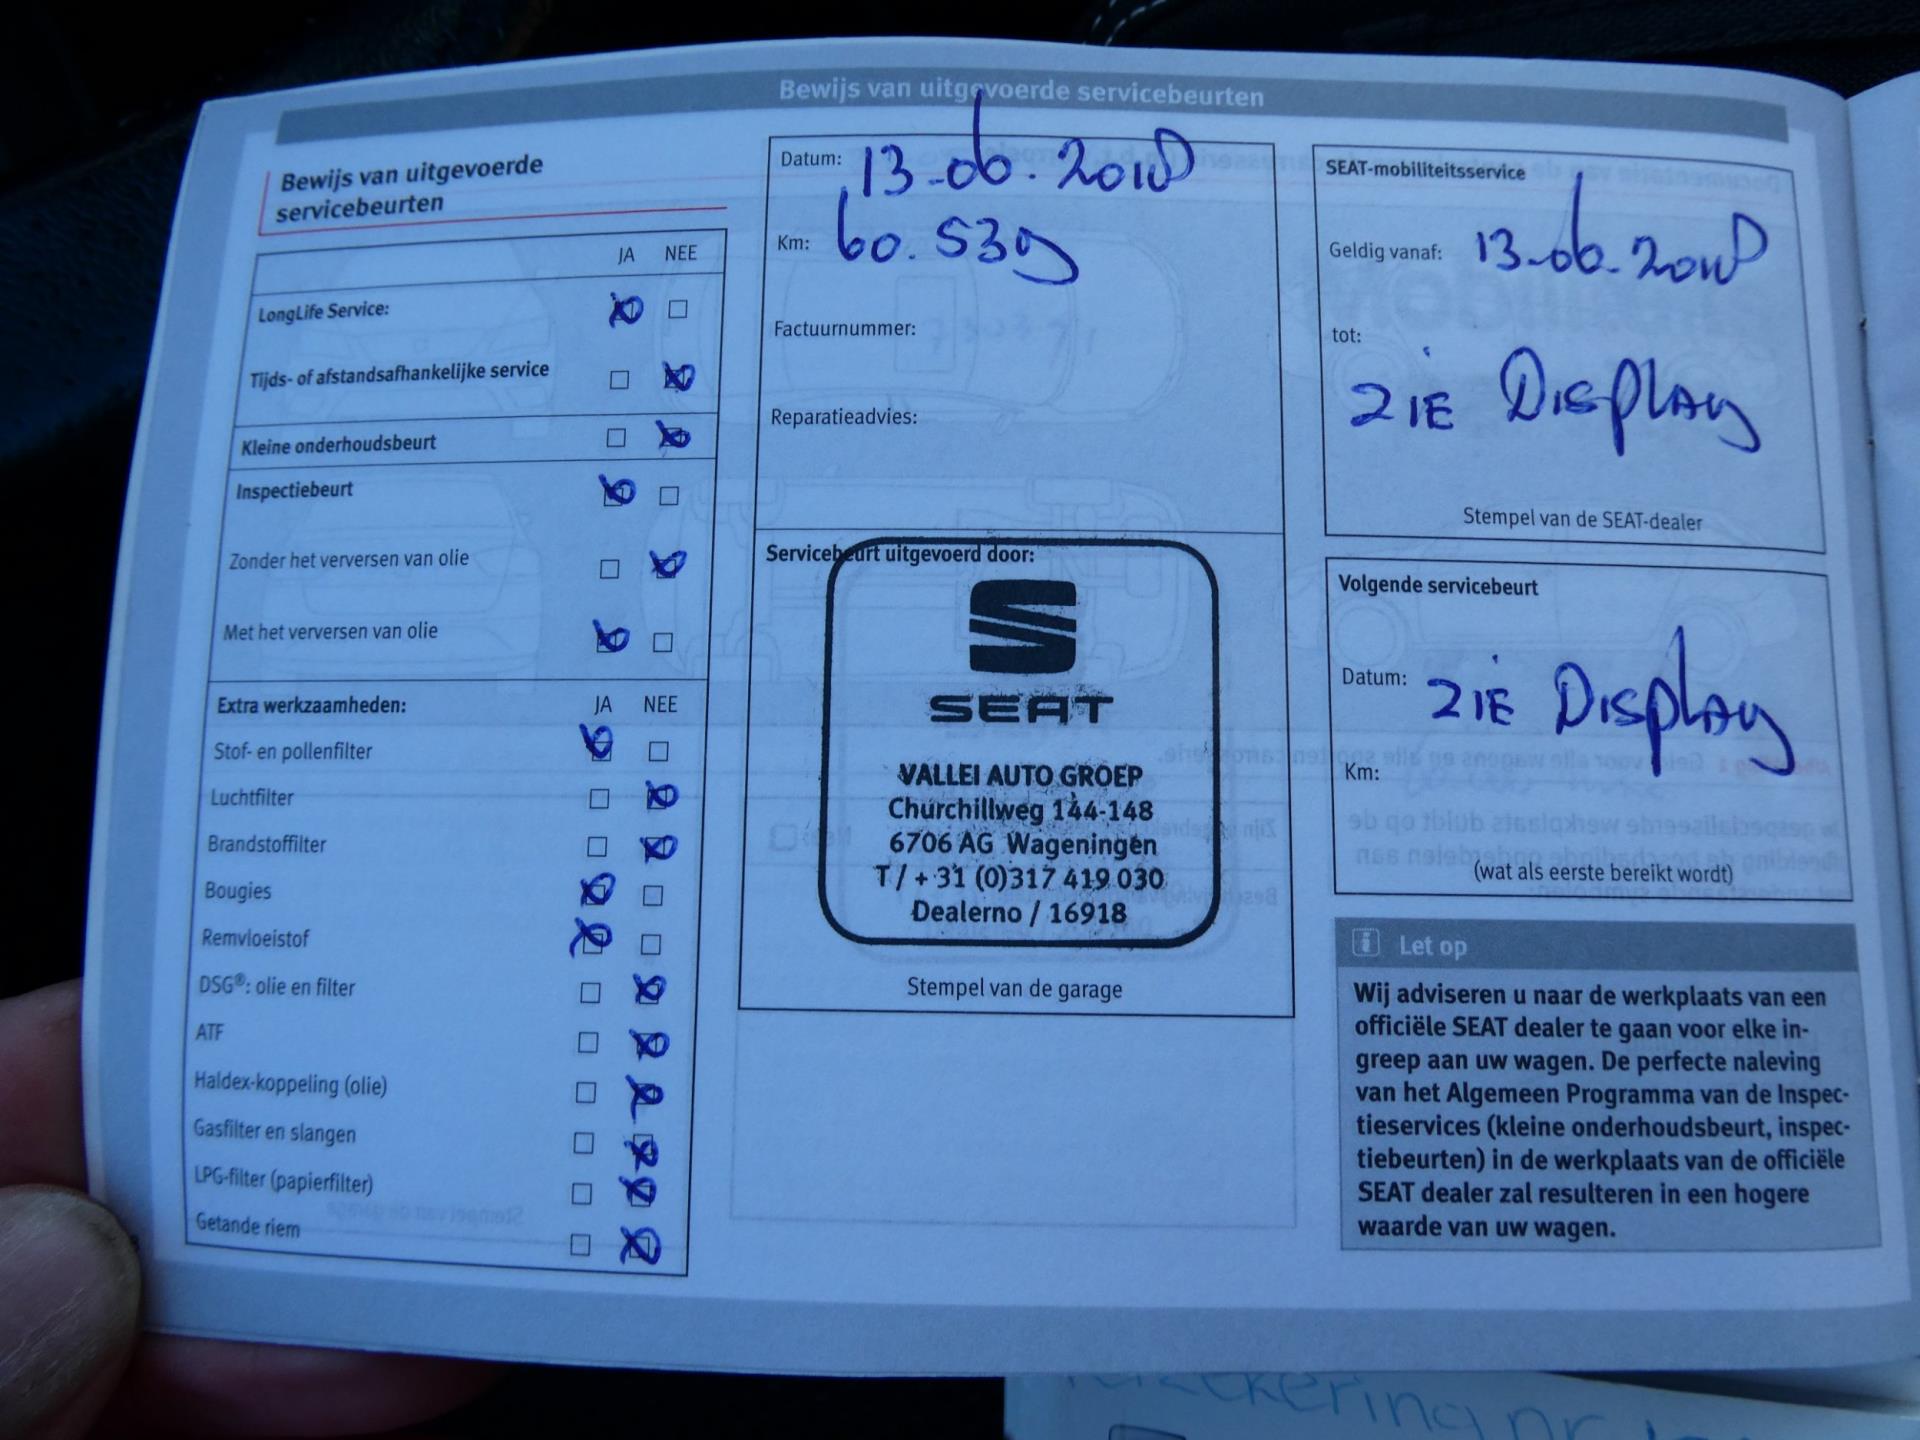 Bewijs van uitgevoerde servicebeurten
Bewijs van uitgevoerde
servicebeurten
JA NEE
LongLife Service:
Tijds- of afstandsafhankelijke service
Kleine onderhoudsbeurt
Inspectiebeurt
Zonder het verversen van olie
Met het verversen van olie
Extra werkzaamheden: JA NEE
Stof- en pollenfilter
Luchtfilter
Brandstoffilter
Bougies
Remvloeistof
DSG®: olie en filter
ATF
Haldex-koppeling (olie)
Gasfilter en slangen
LPG-filter (papierfilter)
Getande riem
Datum: 13-06.2018
Km: 60.539
Factuurnummer:
Reparatieadvies:
Servicebeurt uitgevoerd door:
SEAT
VALLEI AUTO GROEP
Churchillweg 144-148
6706 AG Wageningen
T / + 31 (0)317 419 030
Dealerno / 16918
Stempel van de garage
SEAT-mobiliteitsservice
Geldig vanaf: 13-06.2018
tot:
ZIE Display
Stempel van de SEAT-dealer
Volgende servicebeurt
Datum: ZIE Display
Km:
(wat als eerste bereikt wordt)
Let op
Wij adviseren u naar de werkplaats van een
officiële SEAT dealer te gaan voor elke in-
greep aan uw wagen. De perfecte naleving
van het Algemeen Programma van de Inspec-
tieservices (kleine onderhoudsbeurt, inspec-
tiebeurten) in de werkplaats van de officiële
SEAT dealer zal resulteren in een hogere
waarde van uw wagen.